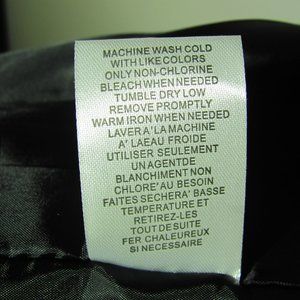 MACHINE WASH COLD
WITH LIKE COLORS
ONLY NON-CHLORINE
BLEACH WHEN NEEDED
TUMBLE DRY LOW
REMOVE PROMPTLY
WARM IRON WHEN NEEDED
LAVER A'LA MACHINE
A' LAEAU FROIDE
UTILISER SEULEMENT
UN AGENTDE
BLANCHIMENT NON
CHLORE' AU BESOIN
FAITES SECHERA' BASSE
TEMPERATURE ET
RETIREZ-LES
TOUT DE SUITE
FER CHAUREUX
SI NECESSAIRE